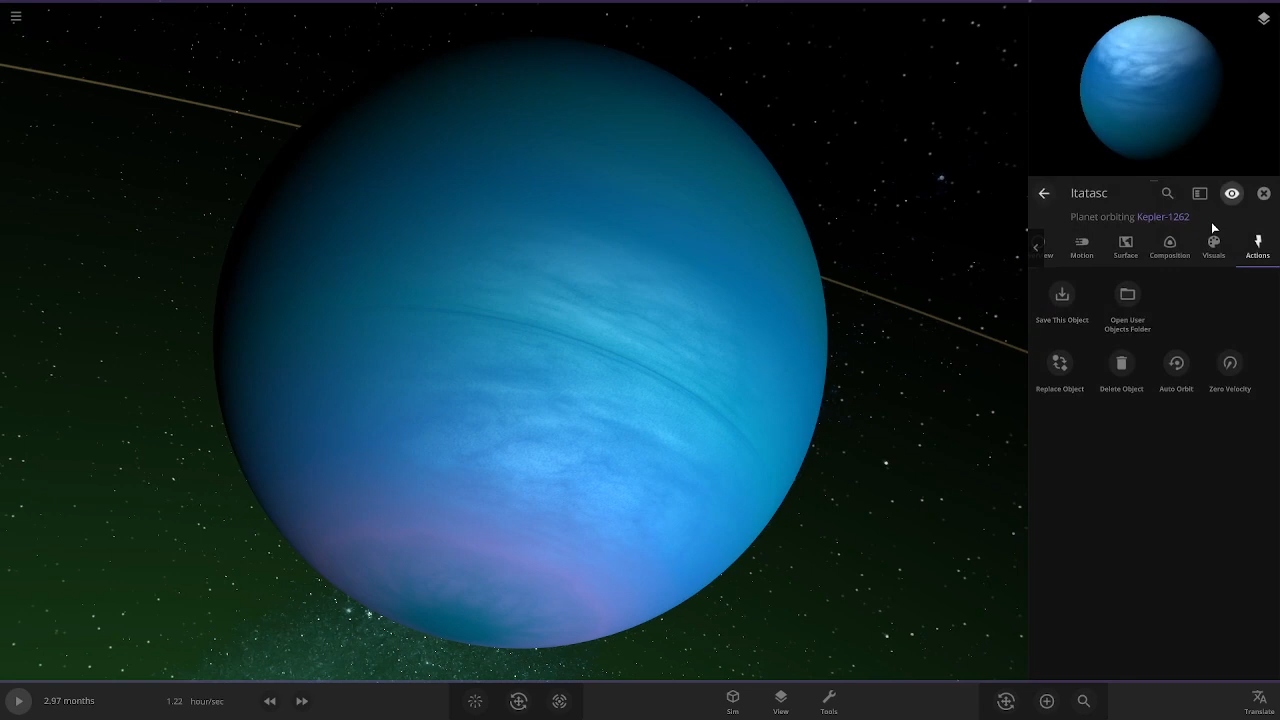 Itatasc
Planet orbiting Kepler-1262
ew Motion Surface Composition Visuals Actions
Save This Object Open User Objects Folder
Replace Object Delete Object Auto Orbit Zero Velocity
2.97 months 1.22 hour/sec Sim View Tools Translate